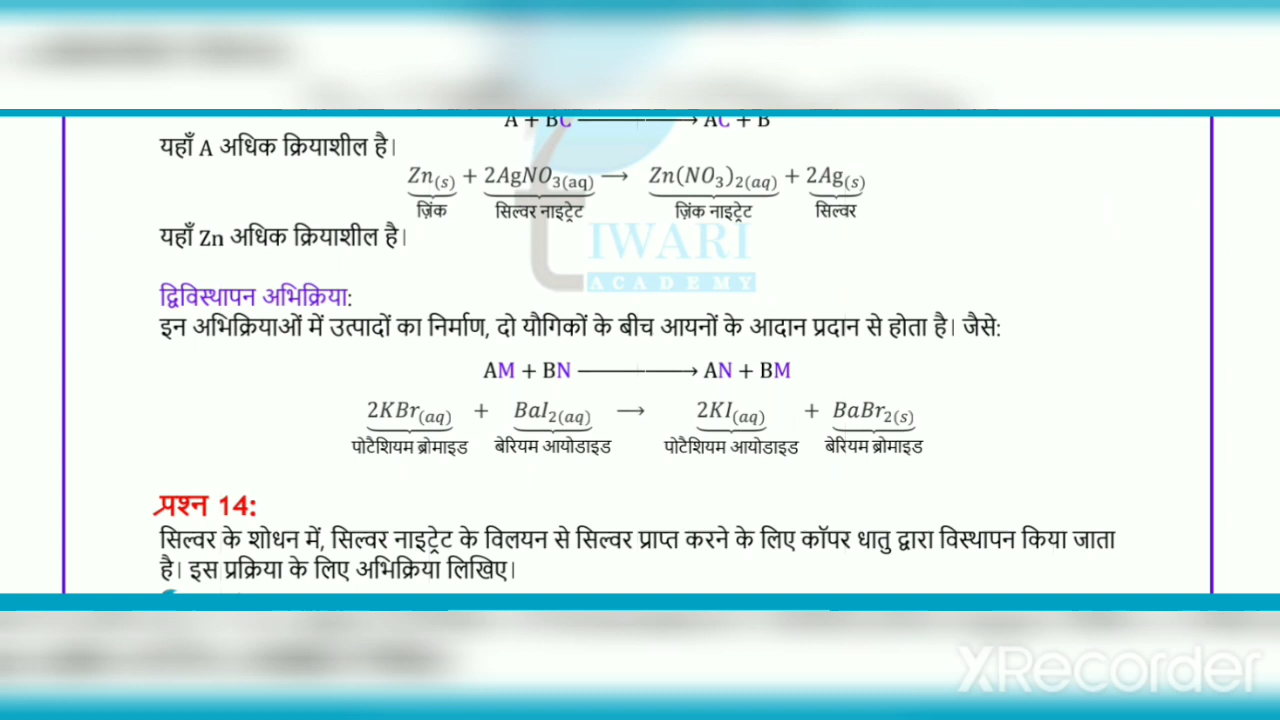 A + BC ⟶ AC + B
यहाँ A अधिक क्रियाशील है।
Zn(s) + 2AgNO3(aq) ⟶ Zn(NO3)2(aq) + 2Ag(s)
ज़िंक सिल्वर नाइट्रेट ज़िंक नाइट्रेट सिल्वर
यहाँ Zn अधिक क्रियाशील है।
tIWARI
ACADEMY
द्विविस्थापन अभिक्रिया:
इन अभिक्रियाओं में उत्पादों का निर्माण, दो यौगिकों के बीच आयनों के आदान प्रदान से होता है। जैसे:
AM + BN ⟶ AN + BM
2KBr(aq) + BaI2(aq) ⟶ 2KI(aq) + BaBr2(s)
पोटैशियम ब्रोमाइड बेरियम आयोडाइड पोटैशियम आयोडाइड बेरियम ब्रोमाइड
प्रश्न 14:
सिल्वर के शोधन में, सिल्वर नाइट्रेट के विलयन से सिल्वर प्राप्त करने के लिए कॉपर धातु द्वारा विस्थापन किया जाता
है। इस प्रक्रिया के लिए अभिक्रिया लिखिए।
XRecorder